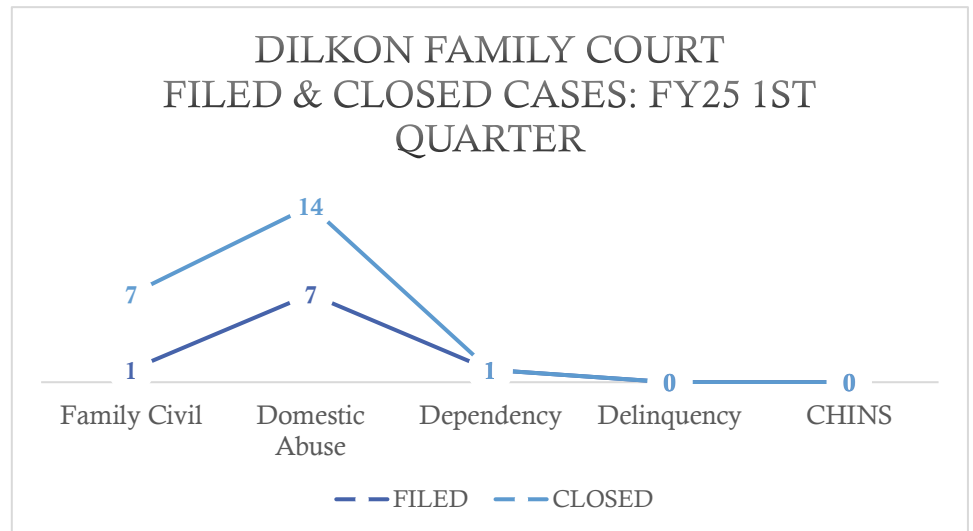 DILKON FAMILY COURT
FILED & CLOSED CASES: FY25 1ST
QUARTER
14
7
7
1
1
0
0
Family Civil
Domestic
Abuse
Dependency
Delinquency
CHINS
FILED
CLOSED